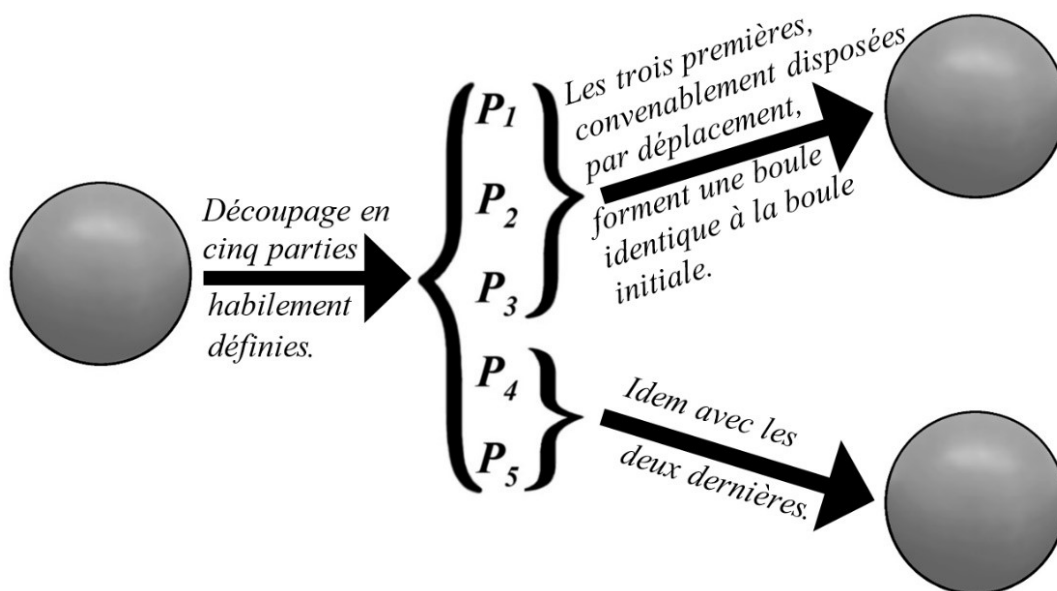 Découpage en
cinq parties
habilement
définies.
P1
P2
P3
P4
P5
Les trois premières,
convenablement disposées
par déplacement,
forment une boule
identique à la boule
initiale.
Idem avec les
deux dernières.